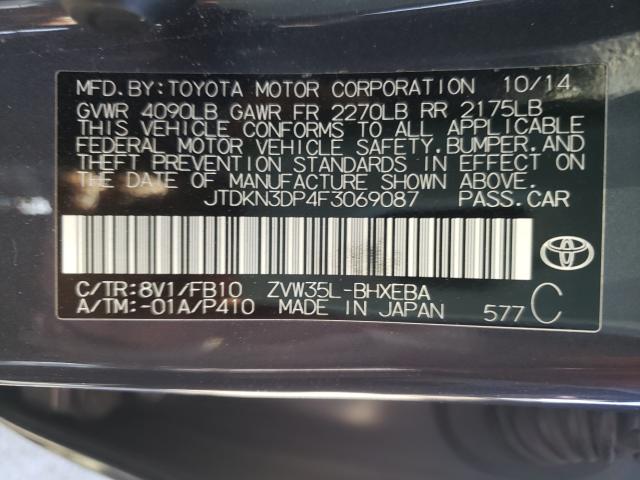 MFD.BY:TOYOTA MOTOR CORPORATION 10/14
GVWR 4090LB GAWR FR 2270LB RR 2175LB
THIS VEHICLE CONFORMS TO ALL APPLICABLE
FEDERAL MOTOR VEHICLE SAFETY.BUMPER.AND
THEFT PREVENTION STANDARDS IN EFFECT ON
THE DATE OF MANUFACTURE SHOWN ABOVE.
JTDKN3DP4F3069087 PASS.CAR
C/TR:8V1/FB10 ZVW35L-BHXEBA
A/TM:-01A/P410 MADE IN JAPAN 577 C